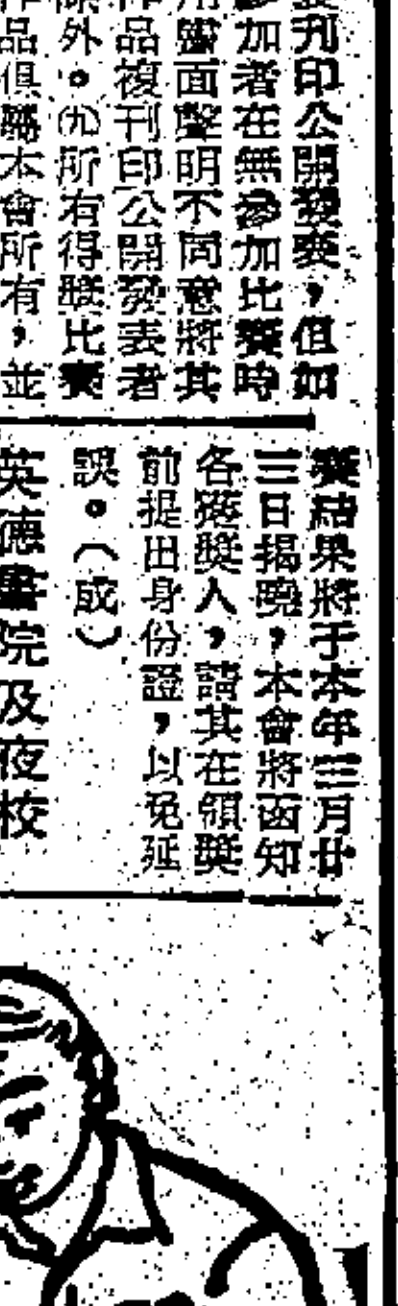 刊印公開發表，但如
參加者在無參加比賽時
用書面聲明不同意將其
作品複刊印公開發表者
除外。㈨所有得獎比賽
作品俱屬本會所有，並
賽結果將于本年三月廿
三日揭曉，本會將函知
各獲獎人，請其在領獎
前提出身份證，以免延
誤。（成）
英德書院及夜校